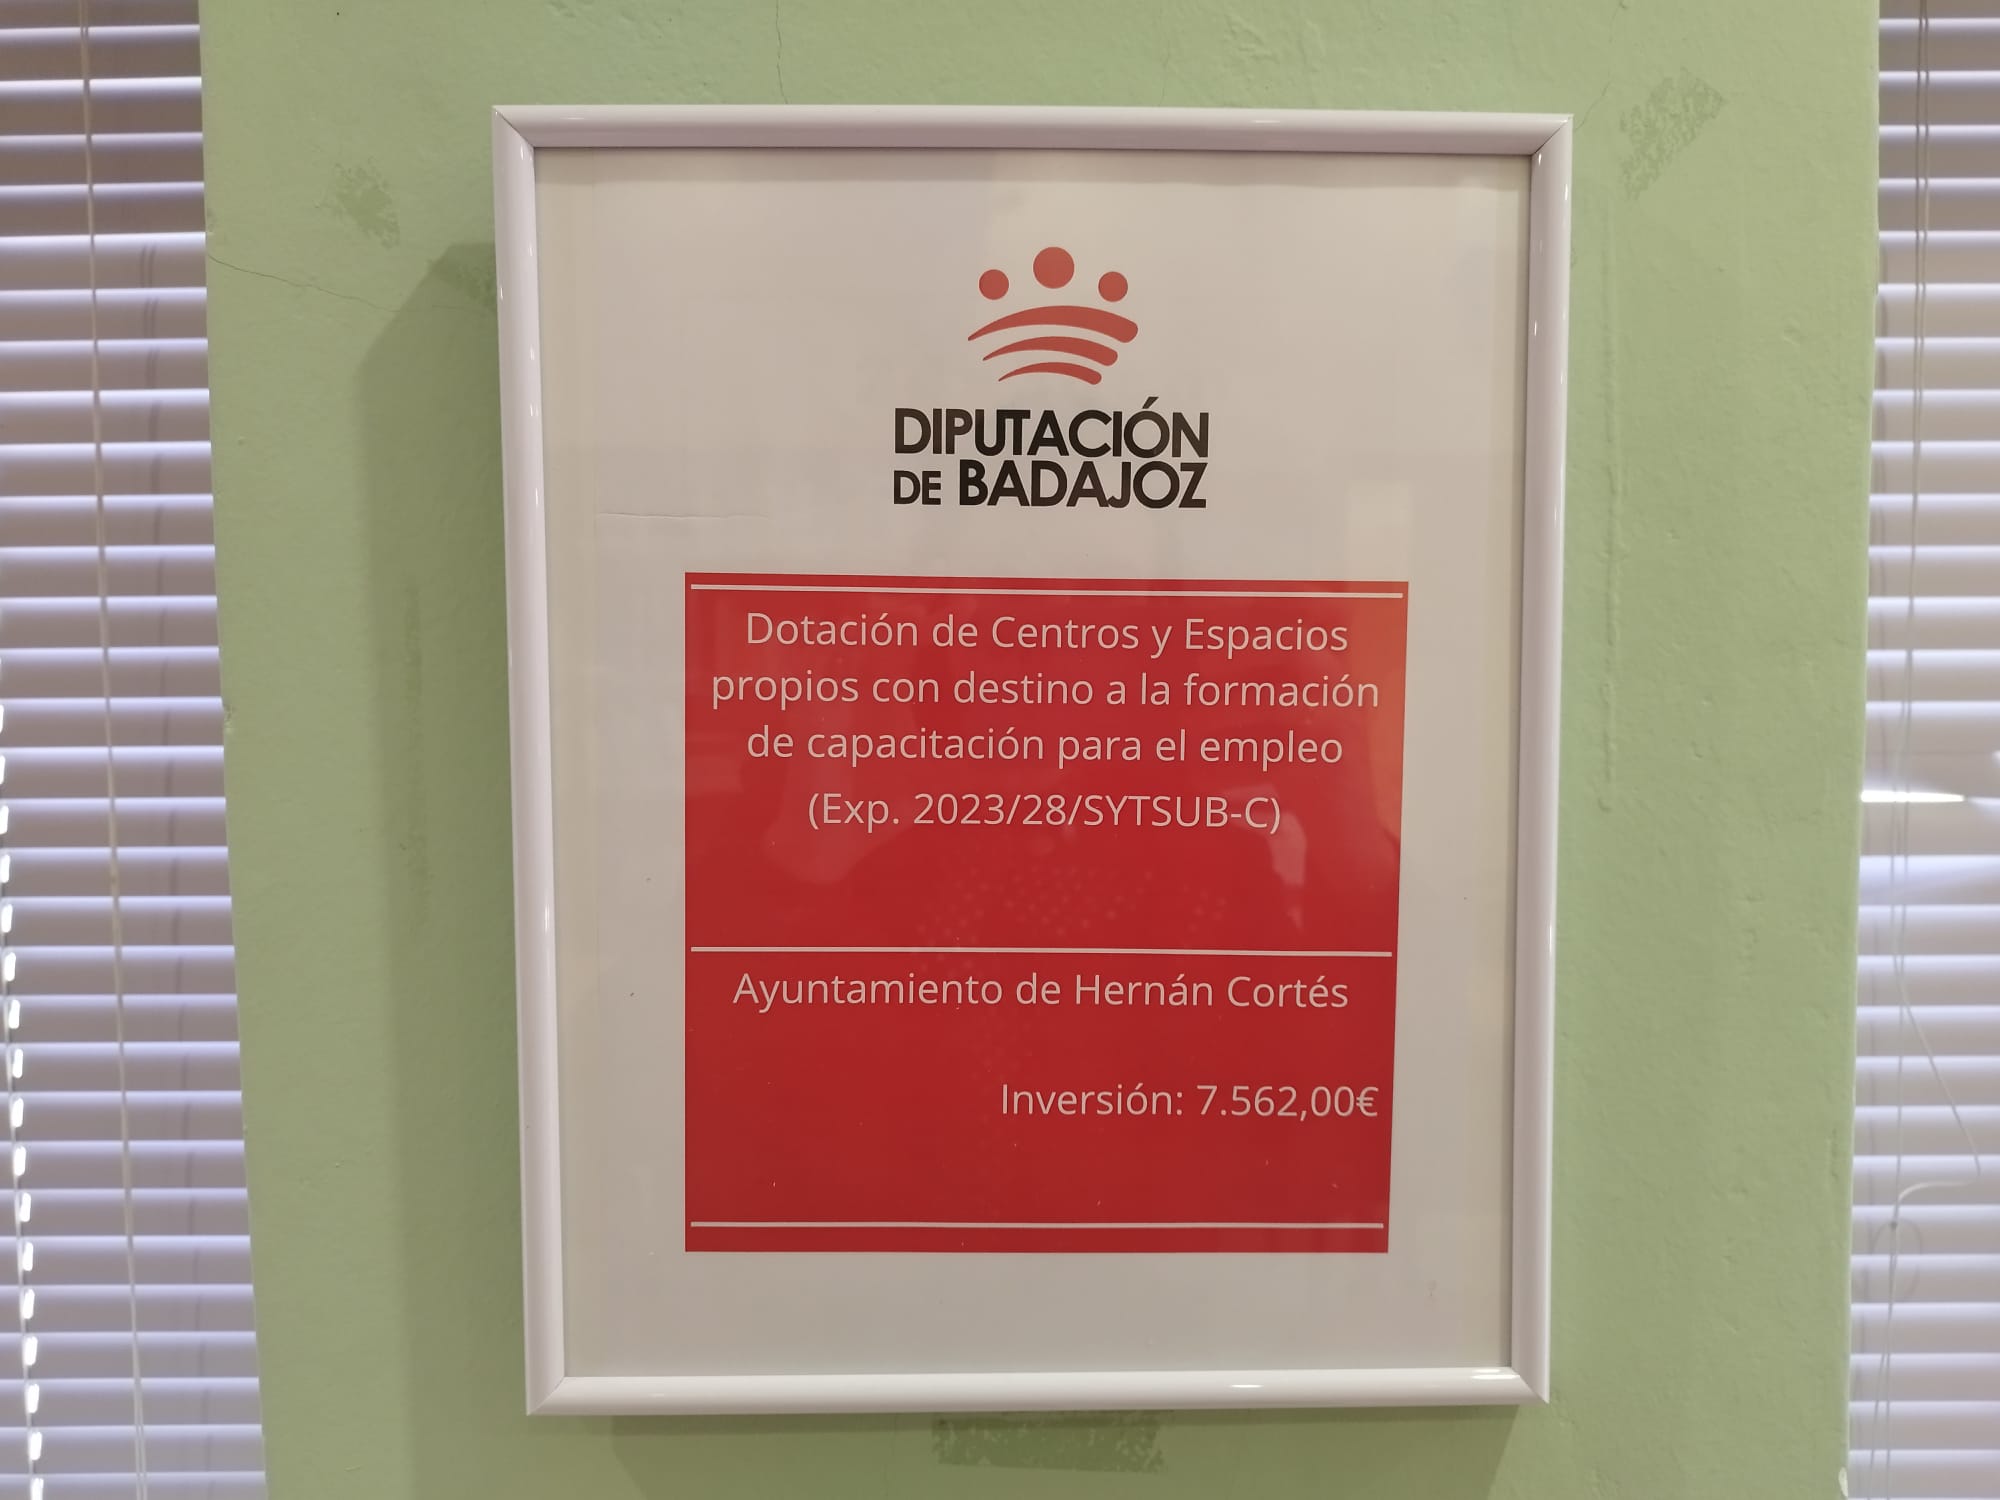 DIPUTACIÓN
DE BADAJOZ
Dotación de Centros y Espacios
propios con destino a la formación
de capacitación para el empleo
(Exp. 2023/28/SYTSUB-C)
Ayuntamiento de Hernán Cortés
Inversión: 7.562,00€